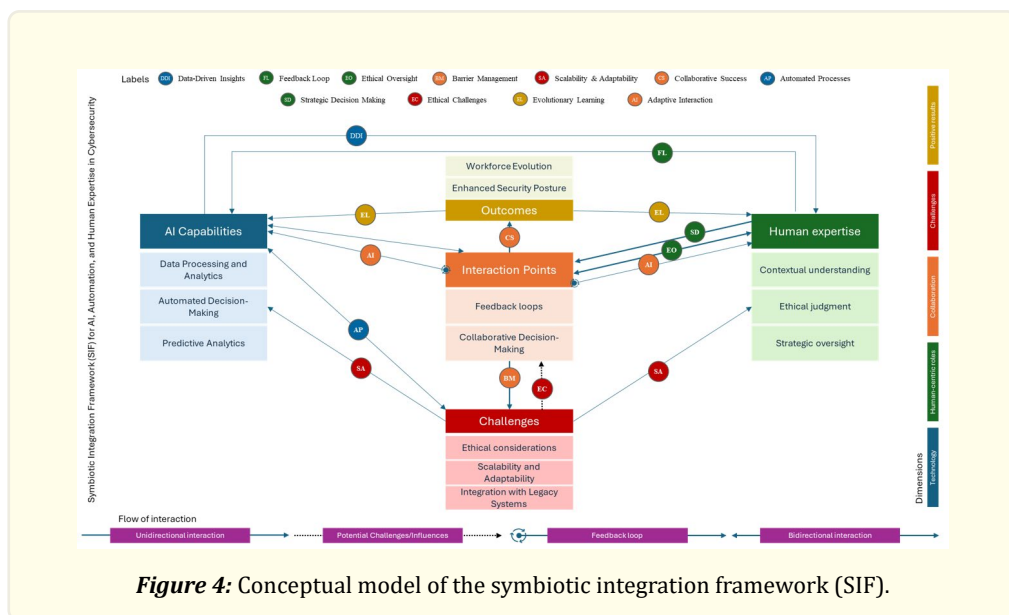 Labels DDI Data-Driven Insights FL Feedback Loop EO Ethical Oversight BM Barrier Management SA Scalability & Adaptability CS Collaborative Success AP Automated Processes
SD Strategic Decision Making EC Ethical Challenges EL Evolutionary Learning AI Adaptive Interaction
Symbiotic Integration Framework (SIF) for AI, Automation, and Human Expertise in Cybersecurity
DDI
FL
Workforce Evolution
Enhanced Security Posture
Outcomes
EL
EL
CS
SD
EO
AI
AI
AI Capabilities
Data Processing and
Analytics
Automated Decision-
Making
Predictive Analytics
Interaction Points
Feedback loops
Collaborative Decision-
Making
Human expertise
Contextual understanding
Ethical judgment
Strategic oversight
AP
SA
BM
EC
SA
Challenges
Ethical considerations
Scalability and
Adaptability
Integration with Legacy
Systems
Positive results
Challenges
Collaboration
Human-centric roles
Technology
Dimensions
Flow of interaction
Unidirectional interaction
Potential Challenges/Influences
Feedback loop
Bidirectional interaction
Figure 4: Conceptual model of the symbiotic integration framework (SIF).